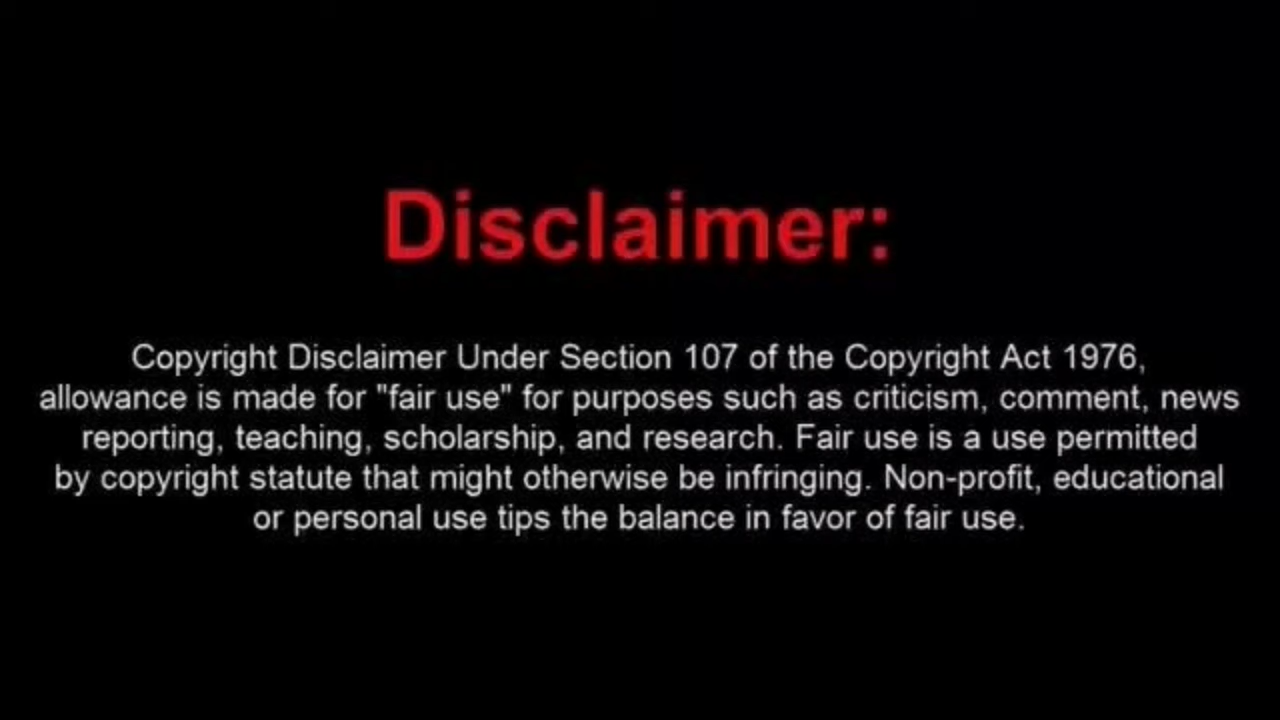 Disclaimer:
Copyright Disclaimer Under Section 107 of the Copyright Act 1976,
allowance is made for "fair use" for purposes such as criticism, comment, news
reporting, teaching, scholarship, and research. Fair use is a use permitted
by copyright statute that might otherwise be infringing. Non-profit, educational
or personal use tips the balance in favor of fair use.